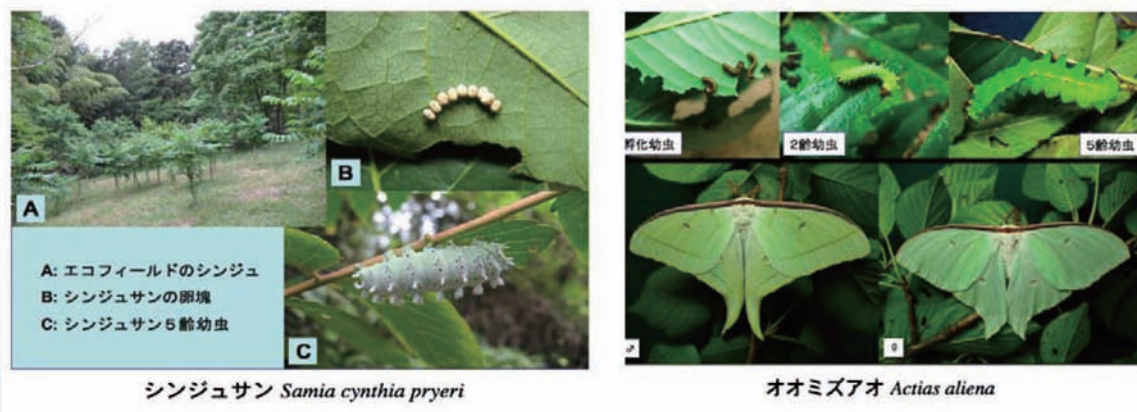 A
B
A: エコフィールドのシンジュ
B: シンジュサンの卵塊
C: シンジュサン5齢幼虫
C
シンジュサン Samia cynthia pryeri
孵化幼虫
2齢幼虫
5齢幼虫
♂
♀
オオミズアオ Actias aliena